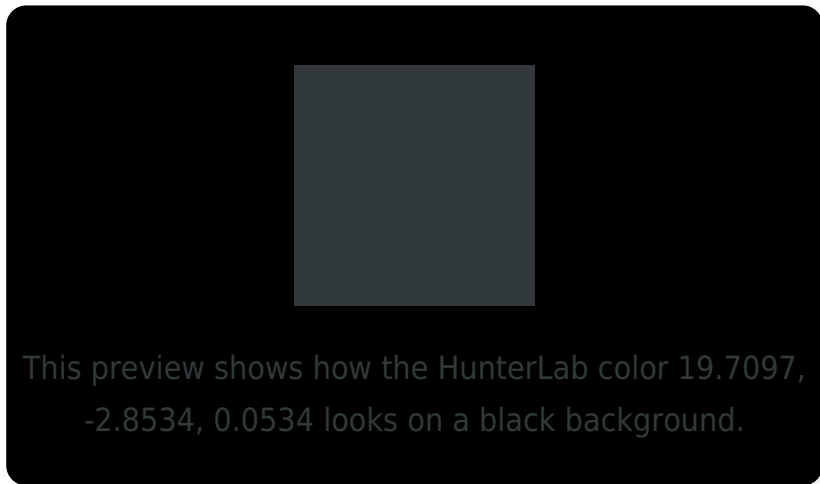 This preview shows how the HunterLab color 19.7097,
-2.8534, 0.0534 looks on a black background.